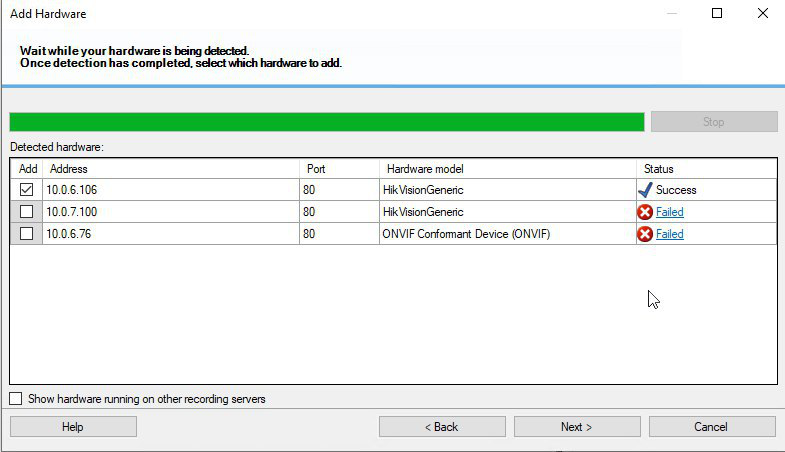 Add Hardware
Wait while your hardware is being detected.
Once detection has completed, select which hardware to add.
Stop
Detected hardware:
Add Address Port Hardware model Status
10.0.6.106 80 HikVisionGeneric Success
10.0.7.100 80 HikVisionGeneric Failed
10.0.6.76 80 ONVIF Conformant Device (ONVIF) Failed
Show hardware running on other recording servers
Help < Back Next > Cancel